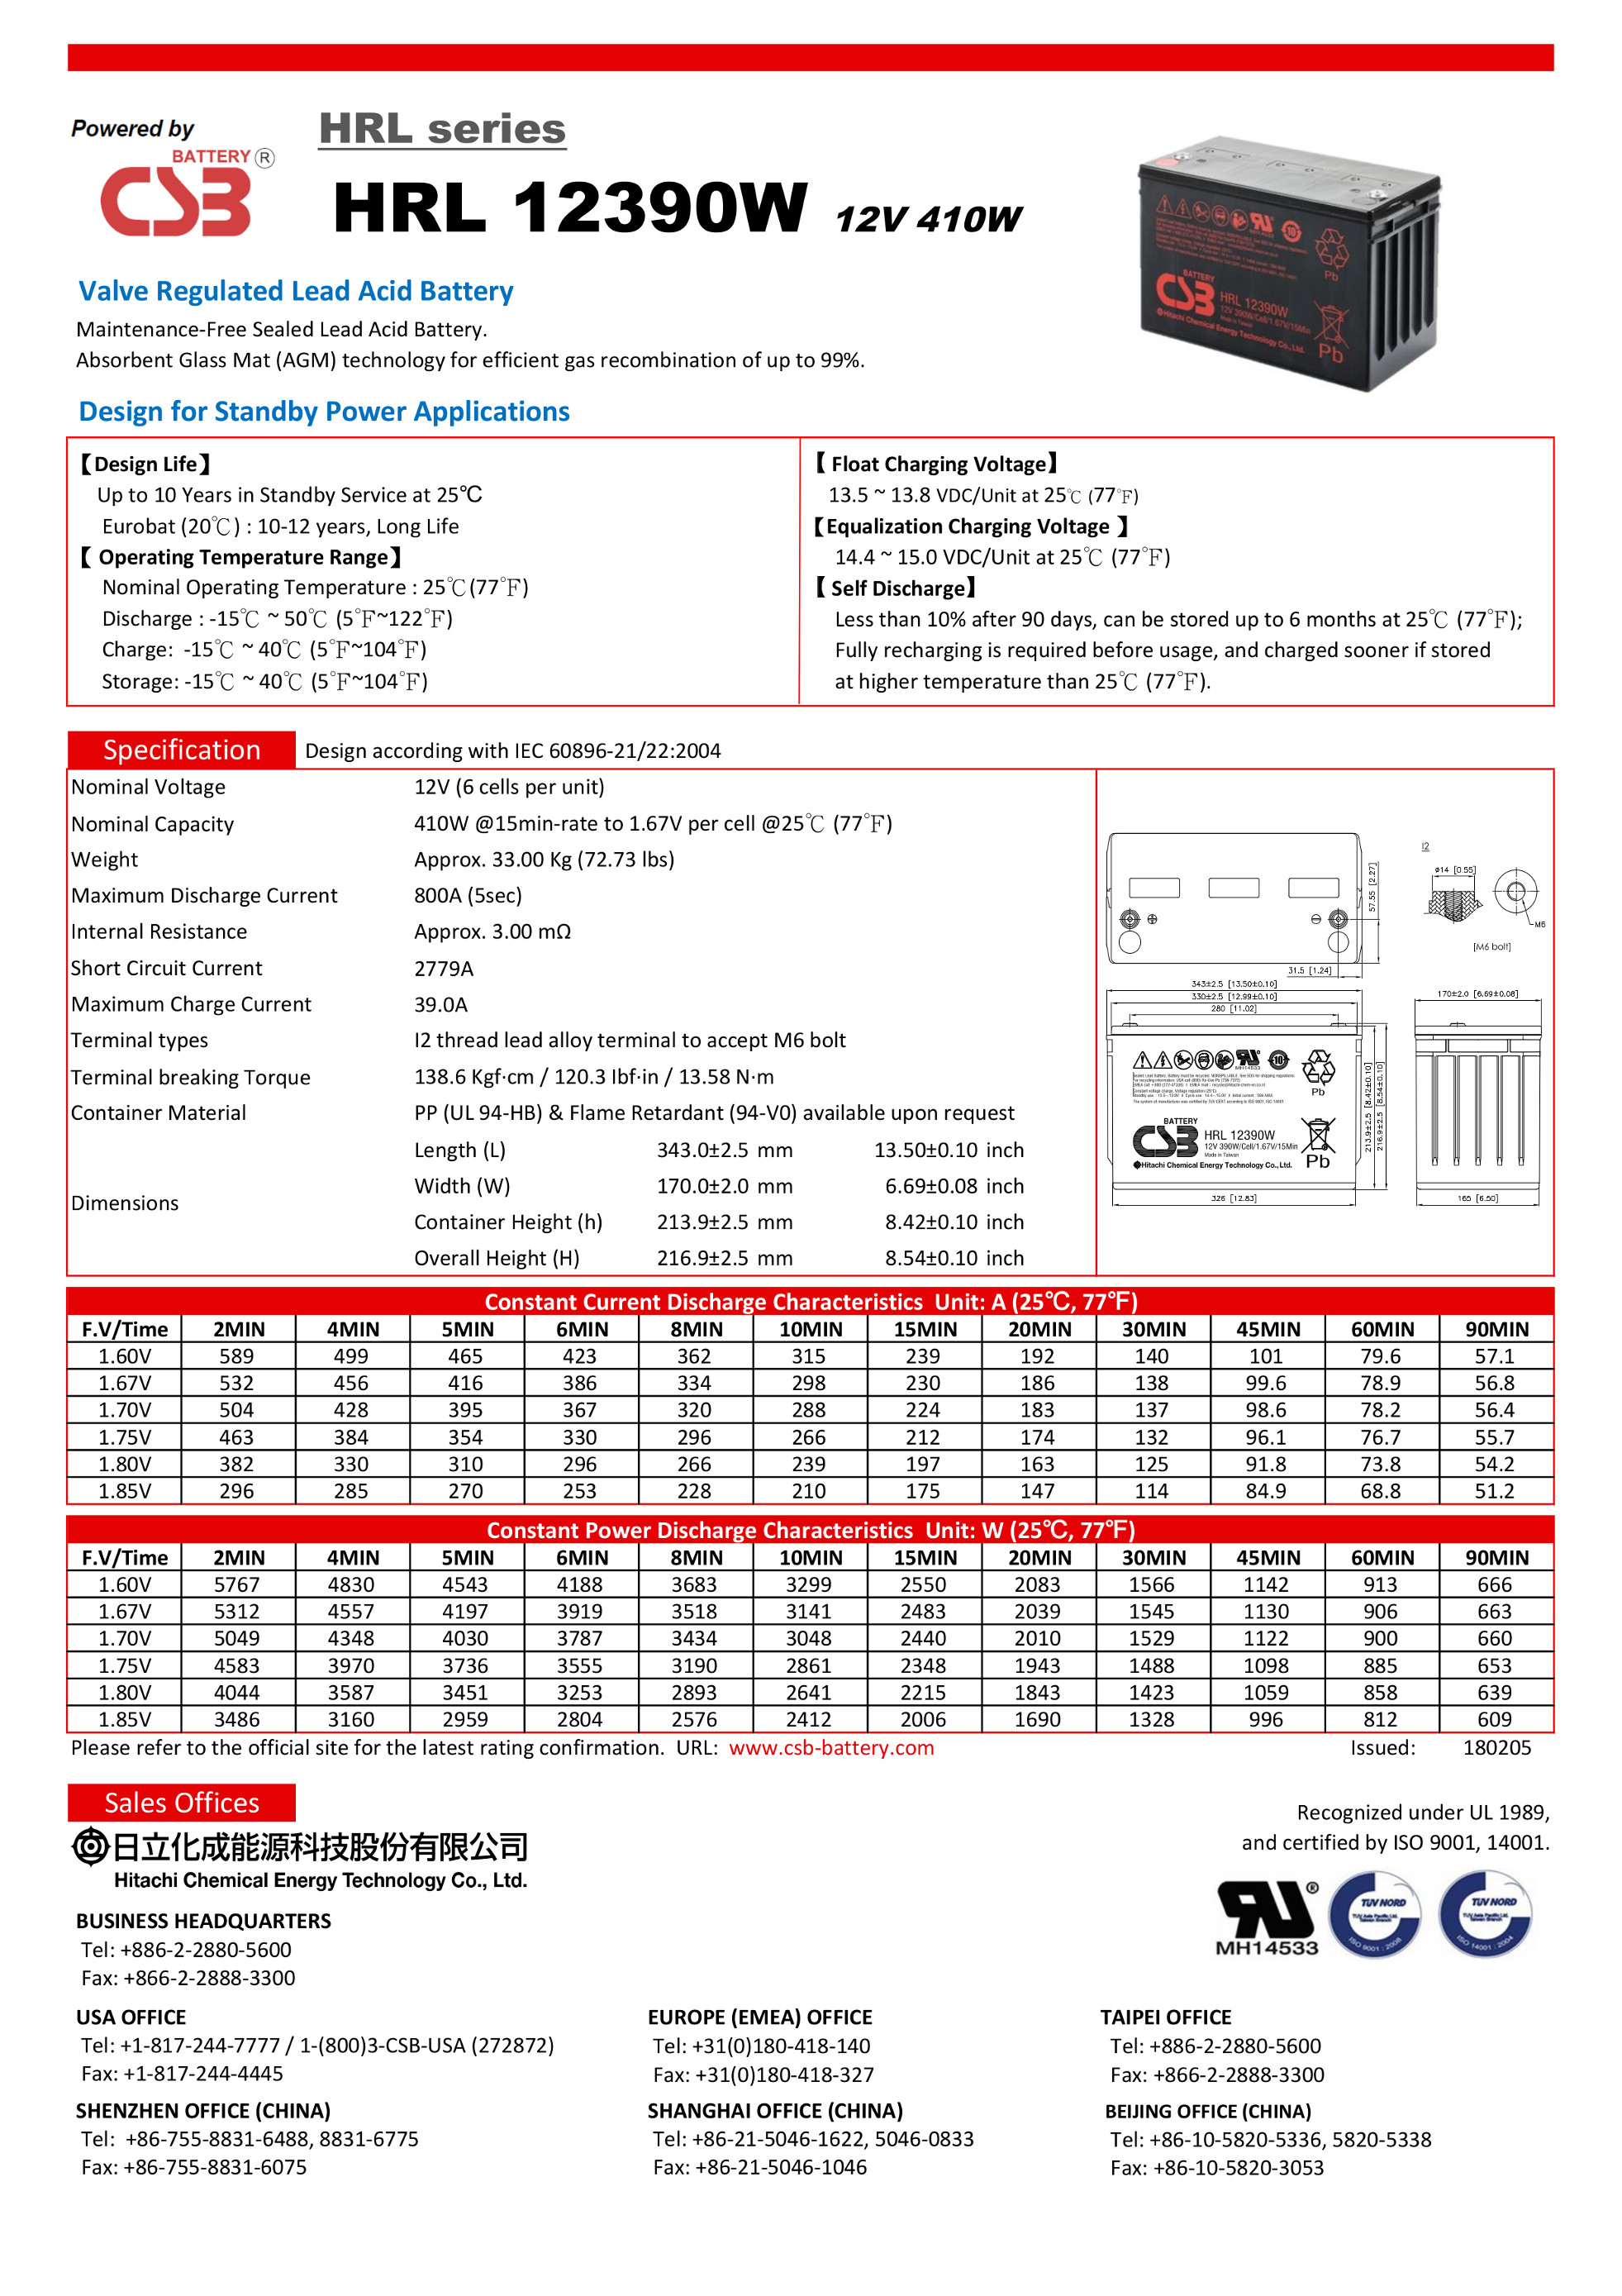 Powered by
BATTERY ®
CSB
HRL series
HRL 12390W 12V 410W
Valve Regulated Lead Acid Battery
Maintenance-Free Sealed Lead Acid Battery.
Absorbent Glass Mat (AGM) technology for efficient gas recombination of up to 99%.
BATTERY
CSB HRL 12390W
12V 390W/Cell/1.67V/15Min
Hitachi Chemical Energy Technology Co., Ltd.
Pb
Pb
Design for Standby Power Applications
【Design Life】
Up to 10 Years in Standby Service at 25℃
Eurobat (20℃) : 10-12 years, Long Life
【 Operating Temperature Range】
Nominal Operating Temperature : 25℃(77℉)
Discharge : -15℃ ~ 50℃ (5℉~122℉)
Charge: -15℃ ~ 40℃ (5℉~104℉)
Storage: -15℃ ~ 40℃ (5℉~104℉)
【 Float Charging Voltage】
13.5 ~ 13.8 VDC/Unit at 25℃ (77℉)
【Equalization Charging Voltage 】
14.4 ~ 15.0 VDC/Unit at 25℃ (77℉)
【 Self Discharge】
Less than 10% after 90 days, can be stored up to 6 months at 25℃ (77℉);
Fully recharging is required before usage, and charged sooner if stored
at higher temperature than 25℃ (77℉).
Specification Design according with IEC 60896-21/22:2004
Nominal Voltage 12V (6 cells per unit)
Nominal Capacity 410W @15min-rate to 1.67V per cell @25℃ (77℉)
Weight Approx. 33.00 Kg (72.73 lbs)
Maximum Discharge Current 800A (5sec)
Internal Resistance Approx. 3.00 mΩ
Short Circuit Current 2779A
Maximum Charge Current 39.0A
Terminal types I2 thread lead alloy terminal to accept M6 bolt
Terminal breaking Torque 138.6 Kgf·cm / 120.3 Ibf·in / 13.58 N·m
Container Material PP (UL 94-HB) & Flame Retardant (94-V0) available upon request
Dimensions
Length (L) 343.0±2.5 mm 13.50±0.10 inch
Width (W) 170.0±2.0 mm 6.69±0.08 inch
Container Height (h) 213.9±2.5 mm 8.42±0.10 inch
Overall Height (H) 216.9±2.5 mm 8.54±0.10 inch
57.55 [2.27]
31.5 [1.24]
I2
ø14 [0.55]
M6
[M6 bolt]
343±2.5 [13.50±0.10]
330±2.5 [12.99±0.10]
280 [11.02]
170±2.0 [6.69±0.08]
MH14533
Pb
BATTERY
CSB HRL 12390W
12V 390W/Cell/1.67V/15Min
Made in Taiwan
Hitachi Chemical Energy Technology Co., Ltd.
Pb
213.9±2.5 [8.42±0.10]
216.9±2.5 [8.54±0.10]
326 [12.83]
165 [6.50]
Constant Current Discharge Characteristics Unit: A (25℃, 77℉)
F.V/Time 2MIN 4MIN 5MIN 6MIN 8MIN 10MIN 15MIN 20MIN 30MIN 45MIN 60MIN 90MIN
1.60V 589 499 465 423 362 315 239 192 140 101 79.6 57.1
1.67V 532 456 416 386 334 298 230 186 138 99.6 78.9 56.8
1.70V 504 428 395 367 320 288 224 183 137 98.6 78.2 56.4
1.75V 463 384 354 330 296 266 212 174 132 96.1 76.7 55.7
1.80V 382 330 310 296 266 239 197 163 125 91.8 73.8 54.2
1.85V 296 285 270 253 228 210 175 147 114 84.9 68.8 51.2
Constant Power Discharge Characteristics Unit: W (25℃, 77℉)
F.V/Time 2MIN 4MIN 5MIN 6MIN 8MIN 10MIN 15MIN 20MIN 30MIN 45MIN 60MIN 90MIN
1.60V 5767 4830 4543 4188 3683 3299 2550 2083 1566 1142 913 666
1.67V 5312 4557 4197 3919 3518 3141 2483 2039 1545 1130 906 663
1.70V 5049 4348 4030 3787 3434 3048 2440 2010 1529 1122 900 660
1.75V 4583 3970 3736 3555 3190 2861 2348 1943 1488 1098 885 653
1.80V 4044 3587 3451 3253 2893 2641 2215 1843 1423 1059 858 639
1.85V 3486 3160 2959 2804 2576 2412 2006 1690 1328 996 812 609
Please refer to the official site for the latest rating confirmation. URL: www.csb-battery.com Issued: 180205
Sales Offices
日立化成能源科技股份有限公司
Hitachi Chemical Energy Technology Co., Ltd.
Recognized under UL 1989,
and certified by ISO 9001, 14001.
MH14533
TUV NORD
ISO 9001 : 2008
TUV NORD
ISO 14001 : 2004
BUSINESS HEADQUARTERS
Tel: +886-2-2880-5600
Fax: +866-2-2888-3300
USA OFFICE
Tel: +1-817-244-7777 / 1-(800)3-CSB-USA (272872)
Fax: +1-817-244-4445
EUROPE (EMEA) OFFICE
Tel: +31(0)180-418-140
Fax: +31(0)180-418-327
TAIPEI OFFICE
Tel: +886-2-2880-5600
Fax: +866-2-2888-3300
SHENZHEN OFFICE (CHINA)
Tel: +86-755-8831-6488, 8831-6775
Fax: +86-755-8831-6075
SHANGHAI OFFICE (CHINA)
Tel: +86-21-5046-1622, 5046-0833
Fax: +86-21-5046-1046
BEIJING OFFICE (CHINA)
Tel: +86-10-5820-5336, 5820-5338
Fax: +86-10-5820-3053